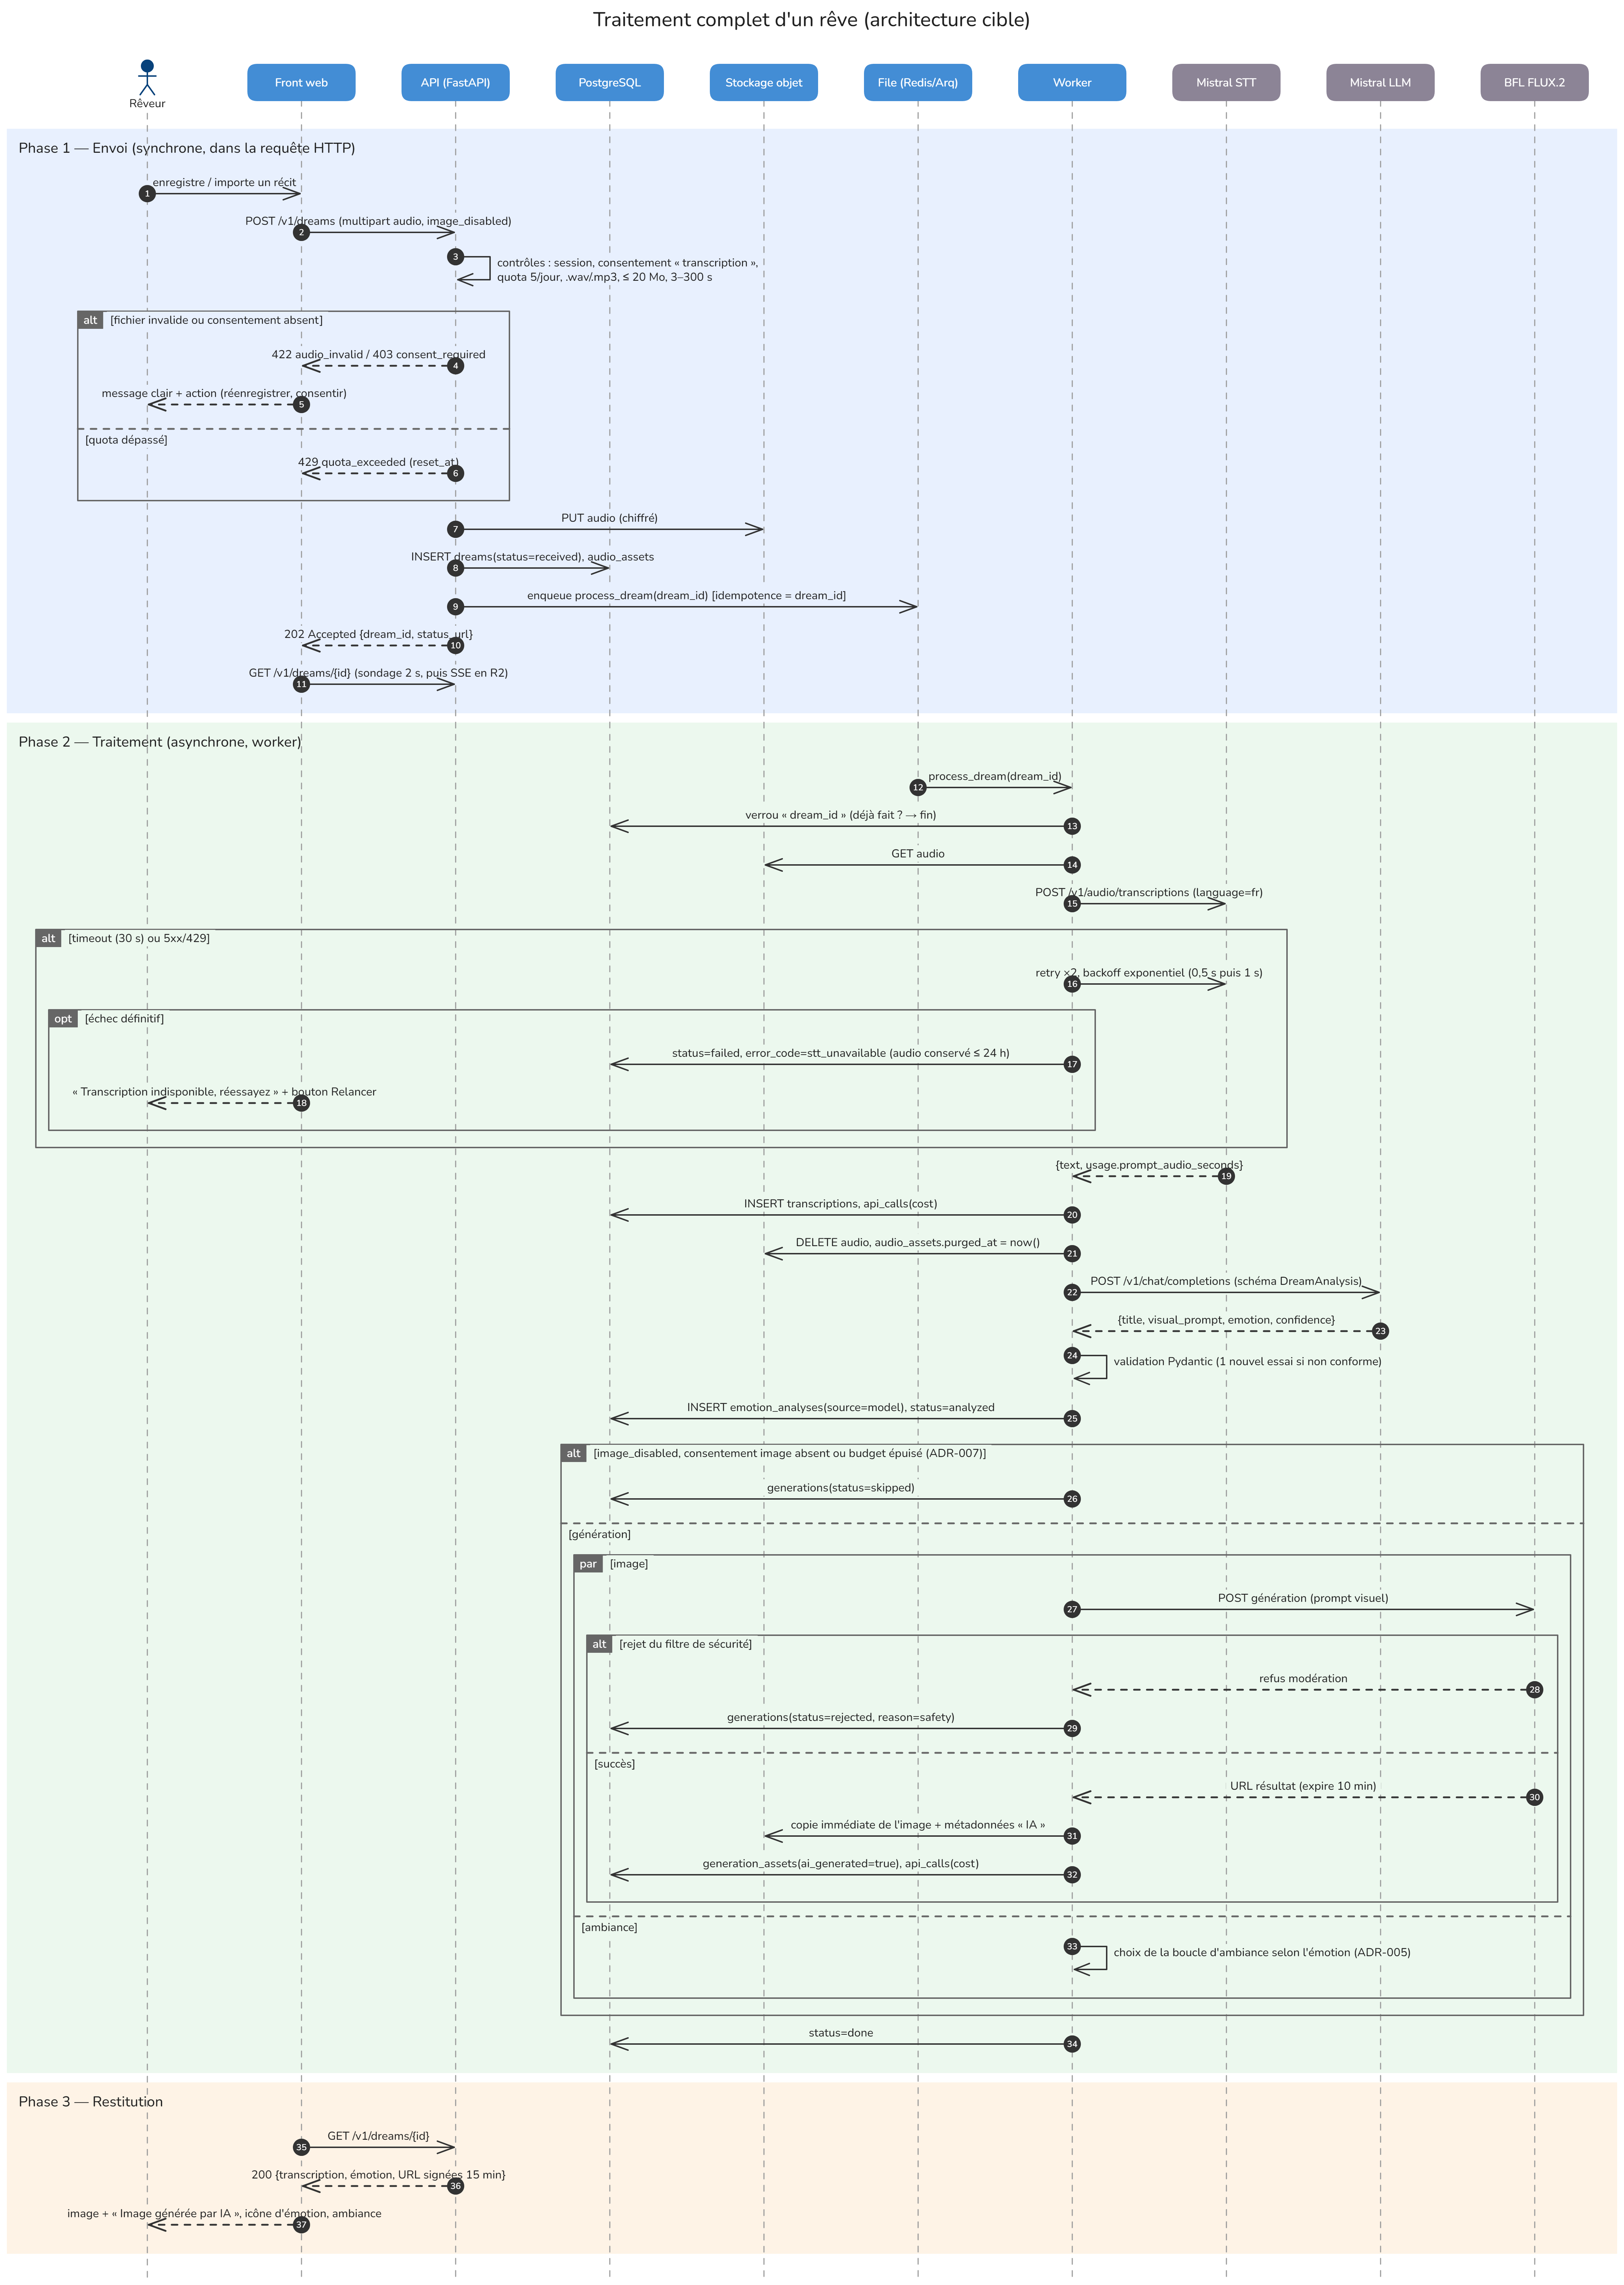 Traitement complet d'un rêve (architecture cible)
Rêveur
Front web
API (FastAPI)
PostgreSQL
Stockage objet
File (Redis/Arq)
Worker
Mistral STT
Mistral LLM
BFL FLUX.2
Phase 1 — Envoi (synchrone, dans la requête HTTP)
1 enregistre / importe un récit
POST /v1/dreams (multipart audio, image_disabled)
2
3
contrôles : session, consentement « transcription »,
quota 5/jour, .wav/.mp3, ≤ 20 Mo, 3–300 s
alt [fichier invalide ou consentement absent]
422 audio_invalid / 403 consent_required
4
message clair + action (réenregistrer, consentir)
5
[quota dépassé]
429 quota_exceeded (reset_at)
6
PUT audio (chiffré)
7
INSERT dreams(status=received), audio_assets
8
enqueue process_dream(dream_id) [idempotence = dream_id]
9
202 Accepted {dream_id, status_url}
10
GET /v1/dreams/{id} (sondage 2 s, puis SSE en R2)
11
Phase 2 — Traitement (asynchrone, worker)
process_dream(dream_id)
12
verrou « dream_id » (déjà fait ? → fin)
13
GET audio
14
POST /v1/audio/transcriptions (language=fr)
15
alt [timeout (30 s) ou 5xx/429]
retry ×2, backoff exponentiel (0,5 s puis 1 s)
16
opt [échec définitif]
status=failed, error_code=stt_unavailable (audio conservé ≤ 24 h)
17
« Transcription indisponible, réessayez » + bouton Relancer
18
{text, usage.prompt_audio_seconds}
19
INSERT transcriptions, api_calls(cost)
20
DELETE audio, audio_assets.purged_at = now()
21
POST /v1/chat/completions (schéma DreamAnalysis)
22
{title, visual_prompt, emotion, confidence}
23
24
validation Pydantic (1 nouvel essai si non conforme)
INSERT emotion_analyses(source=model), status=analyzed
25
alt [image_disabled, consentement image absent ou budget épuisé (ADR-007)]
generations(status=skipped)
26
[génération]
par [image]
POST génération (prompt visuel)
27
alt [rejet du filtre de sécurité]
refus modération
28
generations(status=rejected, reason=safety)
29
[succès]
URL résultat (expire 10 min)
30
copie immédiate de l'image + métadonnées « IA »
31
generation_assets(ai_generated=true), api_calls(cost)
32
[ambiance]
33
choix de la boucle d'ambiance selon l'émotion (ADR-005)
status=done
34
Phase 3 — Restitution
GET /v1/dreams/{id}
35
200 {transcription, émotion, URL signées 15 min}
36
image + « Image générée par IA », icône d'émotion, ambiance
37